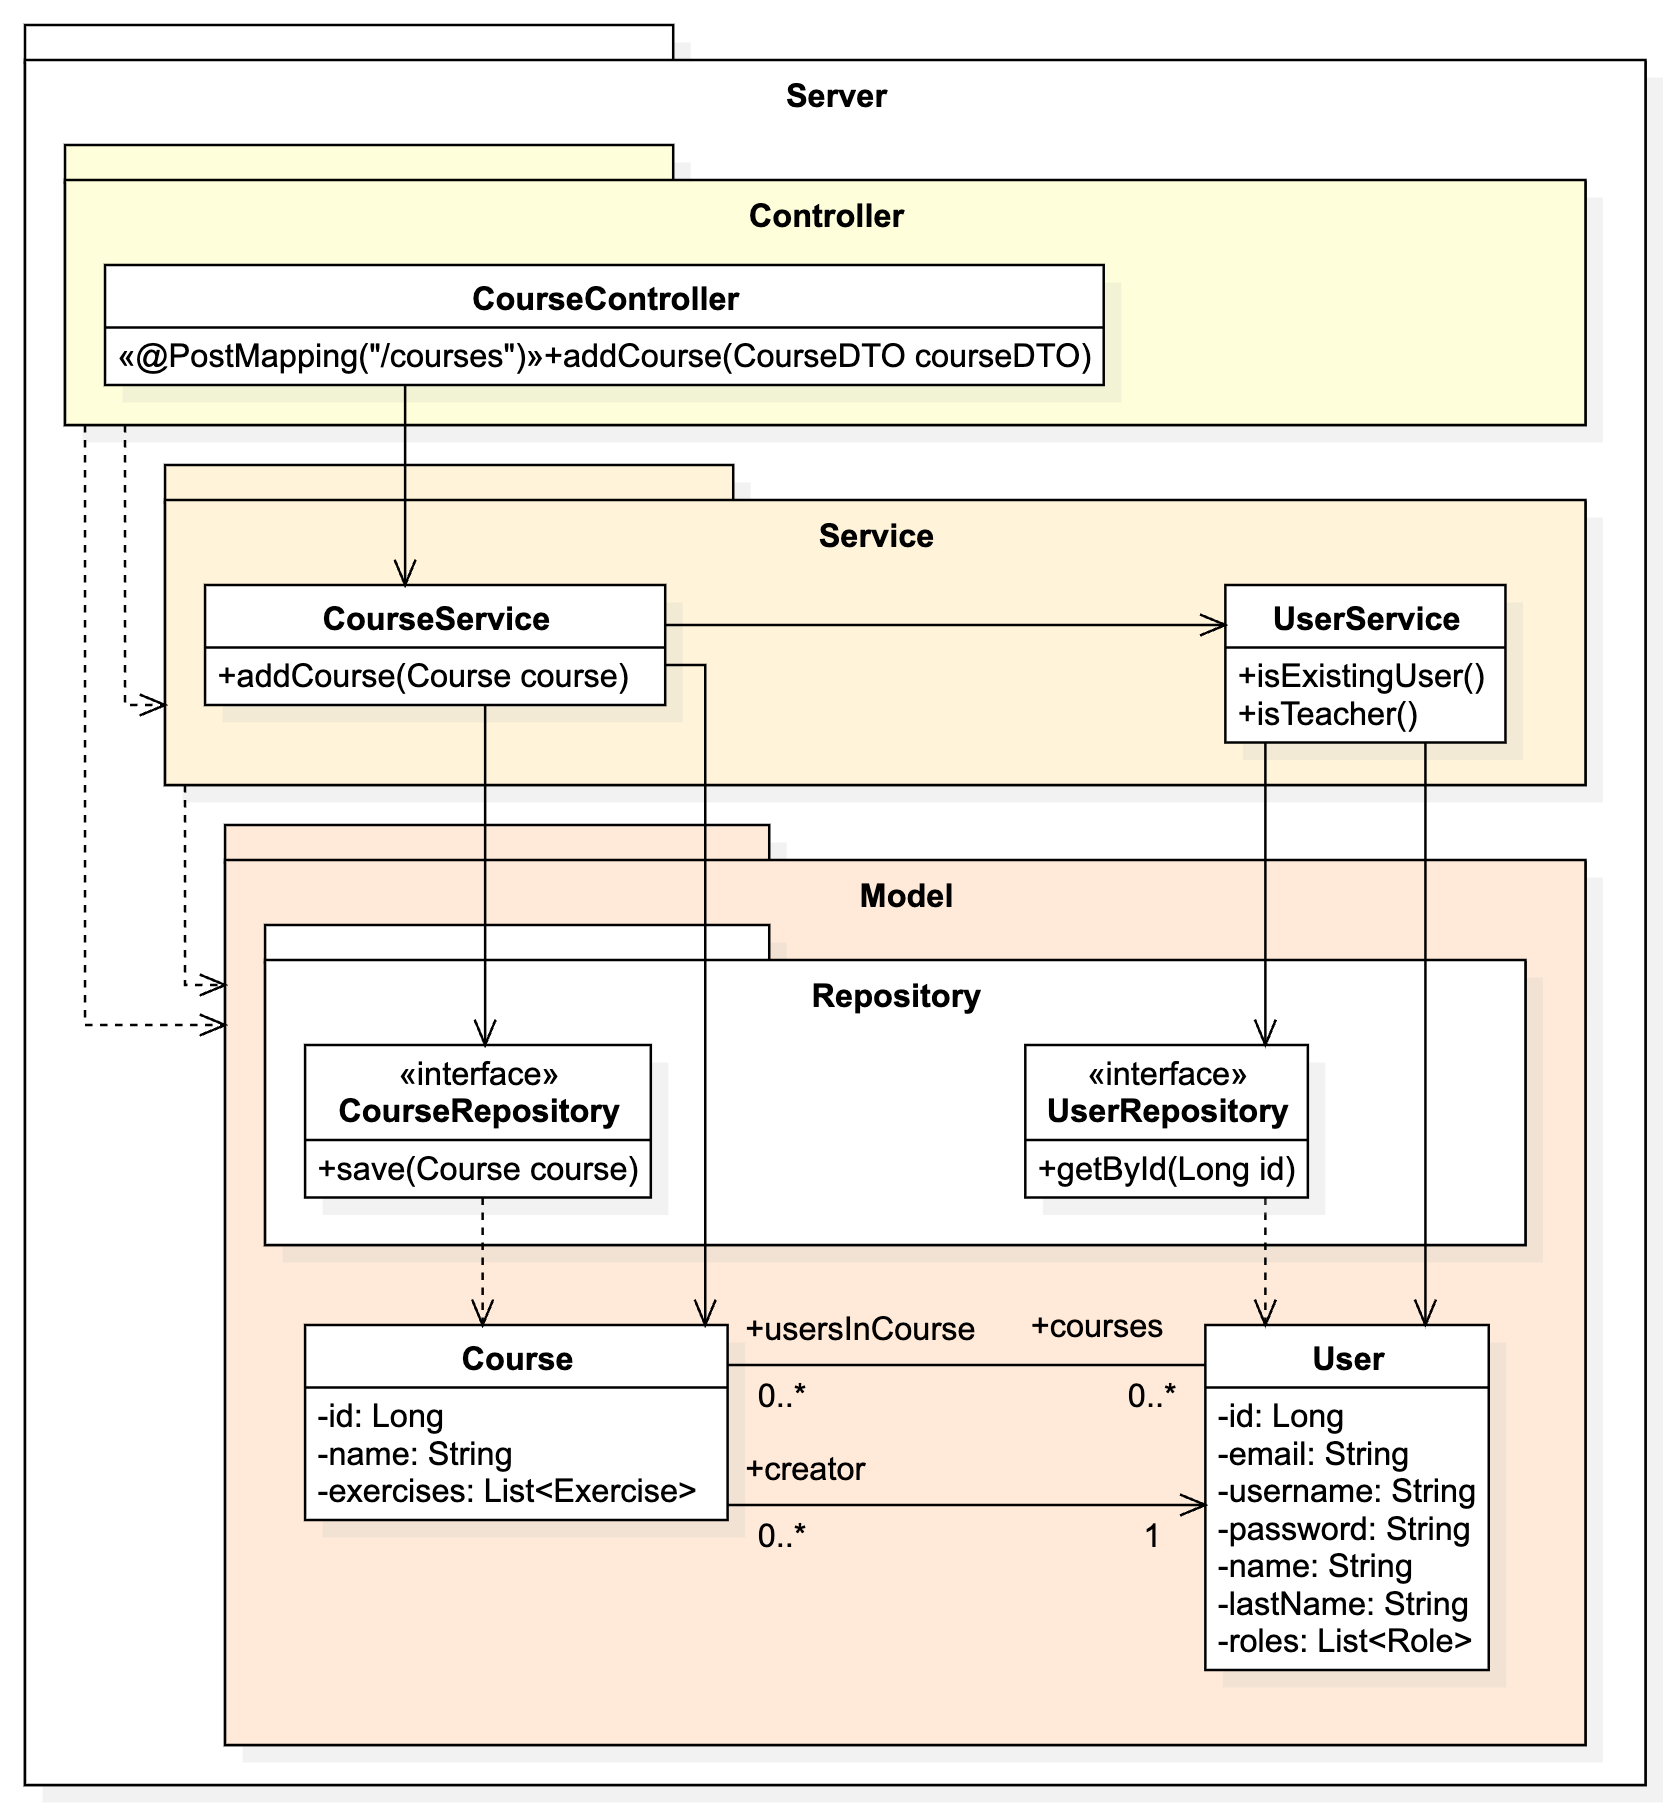 Server
Controller
CourseController
«@PostMapping("/courses")»+addCourse(CourseDTO courseDTO)
Service
CourseService
+addCourse(Course course)
UserService
+isExistingUser()
+isTeacher()
Model
Repository
«interface»
CourseRepository
+save(Course course)
«interface»
UserRepository
+getById(Long id)
Course
-id: Long
-name: String
-exercises: List<Exercise>
+usersInCourse
+courses
0..*
0..*
+creator
0..*
1
User
-id: Long
-email: String
-username: String
-password: String
-name: String
-lastName: String
-roles: List<Role>